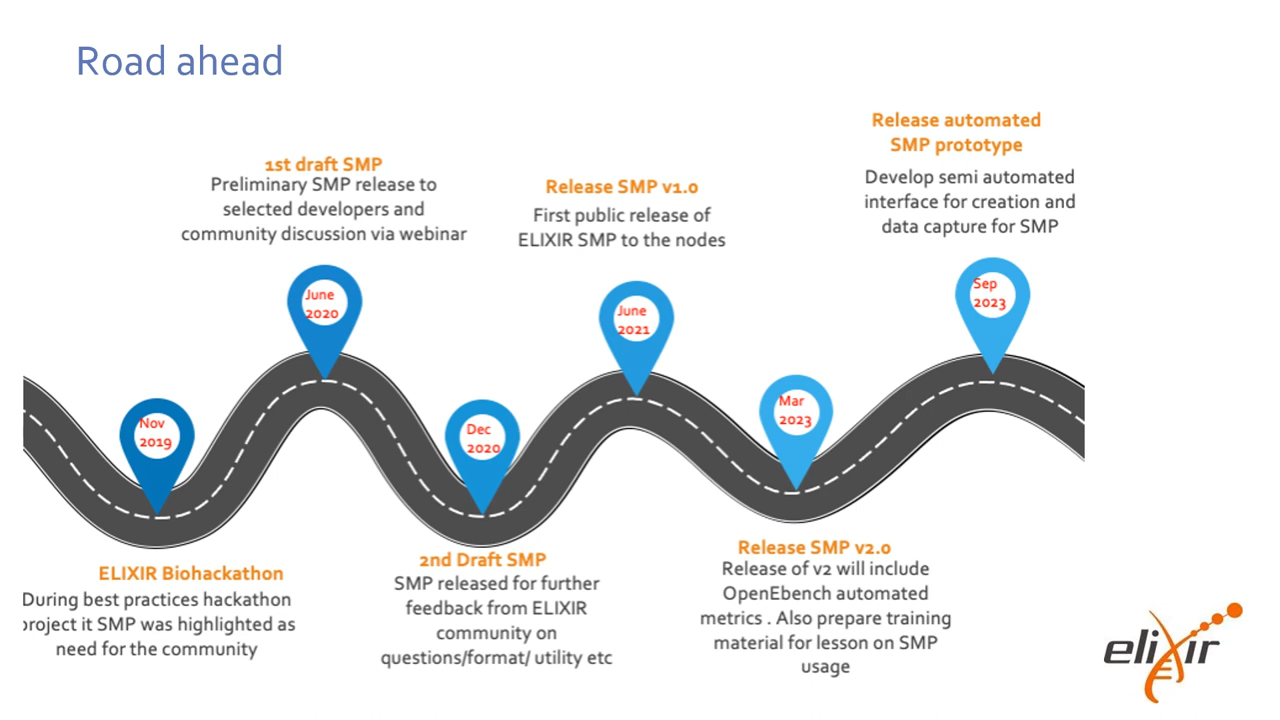 Road ahead
Release automated
SMP prototype
Develop semi automated
interface for creation and
data capture for SMP
1st draft SMP
Preliminary SMP release to
selected developers and
community discussion via webinar
Release SMP v1.0
First public release of
ELIXIR SMP to the nodes
June
2020
June
2021
Sep
2023
Nov
2019
Dec
2020
Mar
2023
ELIXIR Biohackathon
During best practices hackathon
project it SMP was highlighted as
need for the community
2nd Draft SMP
SMP released for further
feedback from ELIXIR
community on
questions/format/ utility etc
Release SMP v2.0
Release of v2 will include
OpenEbench automated
metrics . Also prepare training
material for lesson on SMP
usage
elixir